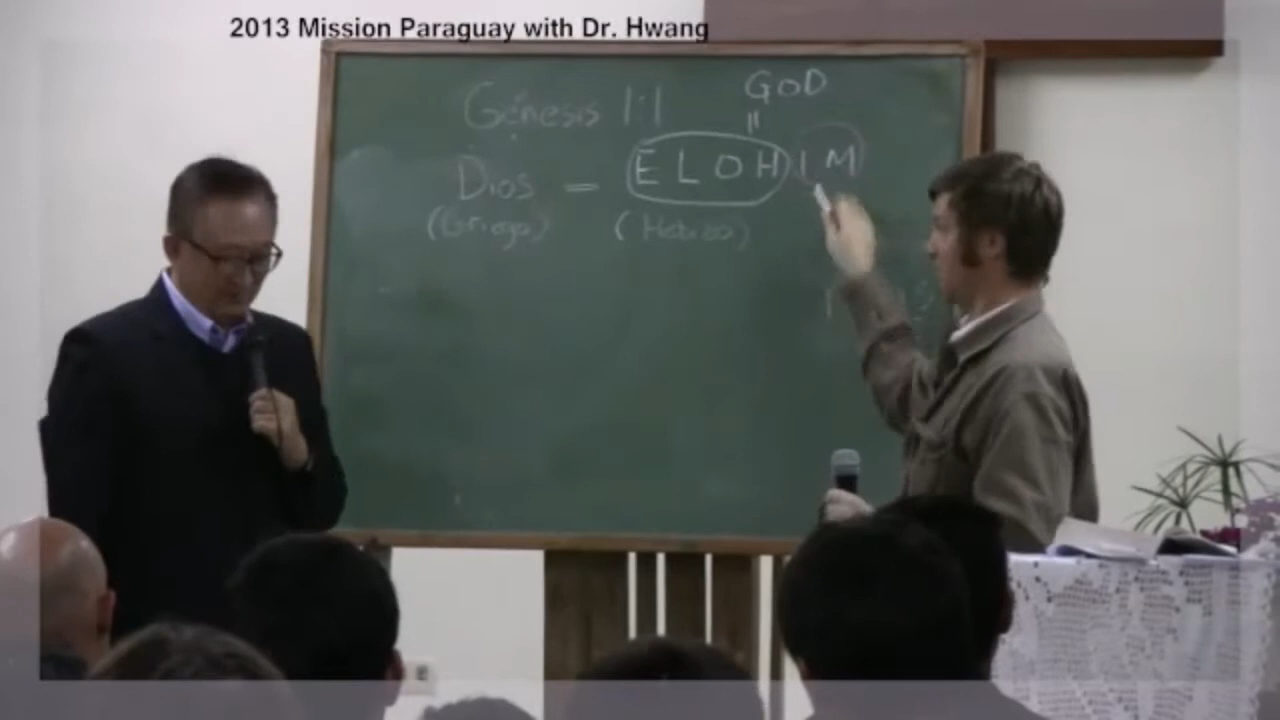 2013 Mission Paraguay with Dr. Hwang
Génesis 1:1
GOD
=
Dios = ELOHIM
(Griego) (Hebreo)